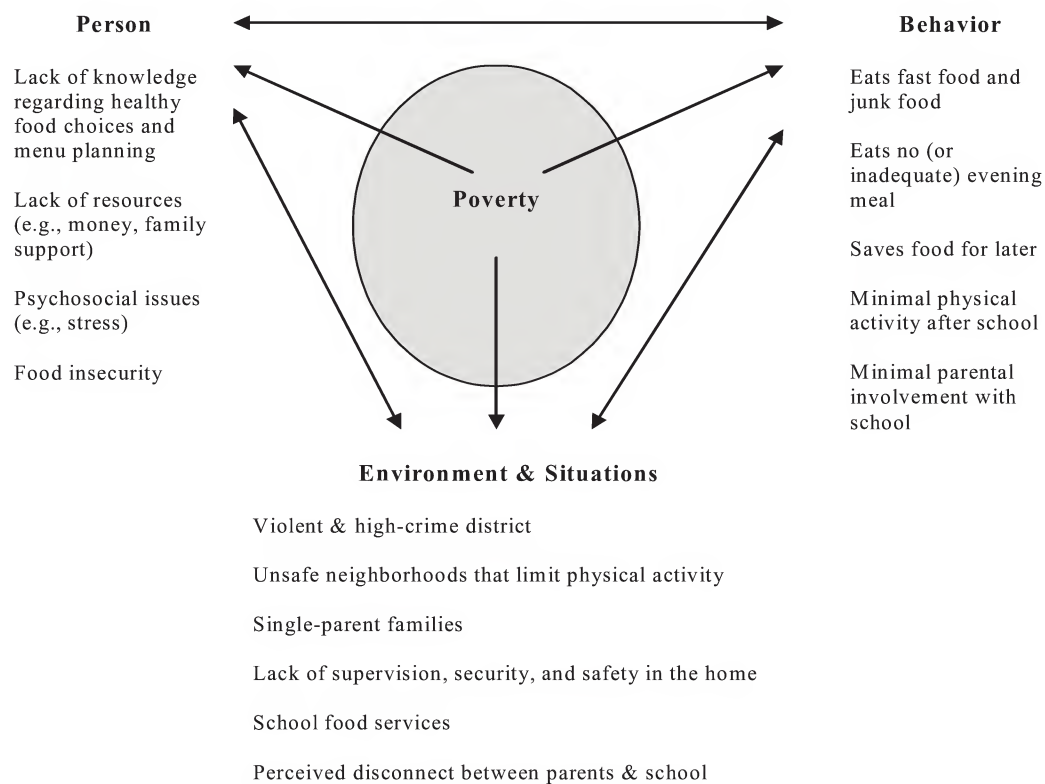 Person
Lack of knowledge
regarding healthy
food choices and
menu planning
Lack of resources
(e.g., money, family
support)
Psychosocial issues
(e.g., stress)
Food insecurity
Poverty
Behavior
Eats fast food and
junk food
Eats no (or
inadequate) evening
meal
Saves food for later
Minimal physical
activity after school
Minimal parental
involvement with
school
Environment & Situations
Violent & high-crime district
Unsafe neighborhoods that limit physical activity
Single-parent families
Lack of supervision, security, and safety in the home
School food services
Perceived disconnect between parents & school